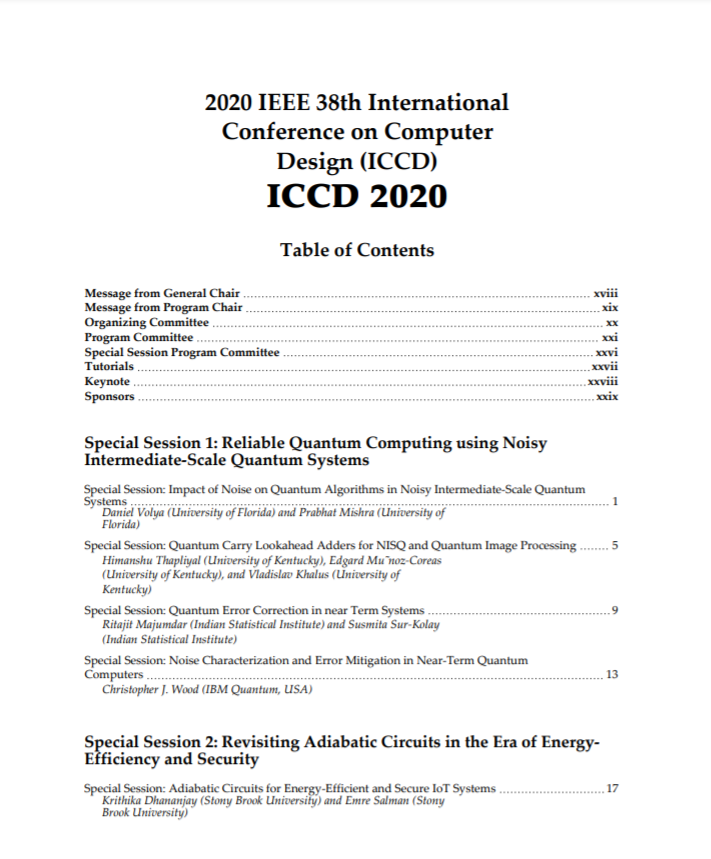 2020 IEEE 38th International
Conference on Computer
Design (ICCD)
ICCD 2020
Table of Contents
Message from General Chair ........ xviii
Message from Program Chair ........ xix
Organizing Committee ........ xx
Program Committee ........ xxi
Special Session Program Committee ........ xxvi
Tutorials ........ xxvii
Keynote ........ xxviii
Sponsors ........ xxix
Special Session 1: Reliable Quantum Computing using Noisy
Intermediate-Scale Quantum Systems
Special Session: Impact of Noise on Quantum Algorithms in Noisy Intermediate-Scale Quantum
Systems ........ 1
Daniel Volya (University of Florida) and Prabhat Mishra (University of
Florida)
Special Session: Quantum Carry Lookahead Adders for NISQ and Quantum Image Processing ........ 5
Himanshu Thapliyal (University of Kentucky), Edgard Mu˜noz-Coreas
(University of Kentucky), and Vladislav Khalus (University of
Kentucky)
Special Session: Quantum Error Correction in near Term Systems ........ 9
Ritajit Majumdar (Indian Statistical Institute) and Susmita Sur-Kolay
(Indian Statistical Institute)
Special Session: Noise Characterization and Error Mitigation in Near-Term Quantum
Computers ........ 13
Christopher J. Wood (IBM Quantum, USA)
Special Session 2: Revisiting Adiabatic Circuits in the Era of Energy-
Efficiency and Security
Special Session: Adiabatic Circuits for Energy-Efficient and Secure IoT Systems ........ 17
Krithika Dhananjay (Stony Brook University) and Emre Salman (Stony
Brook University)